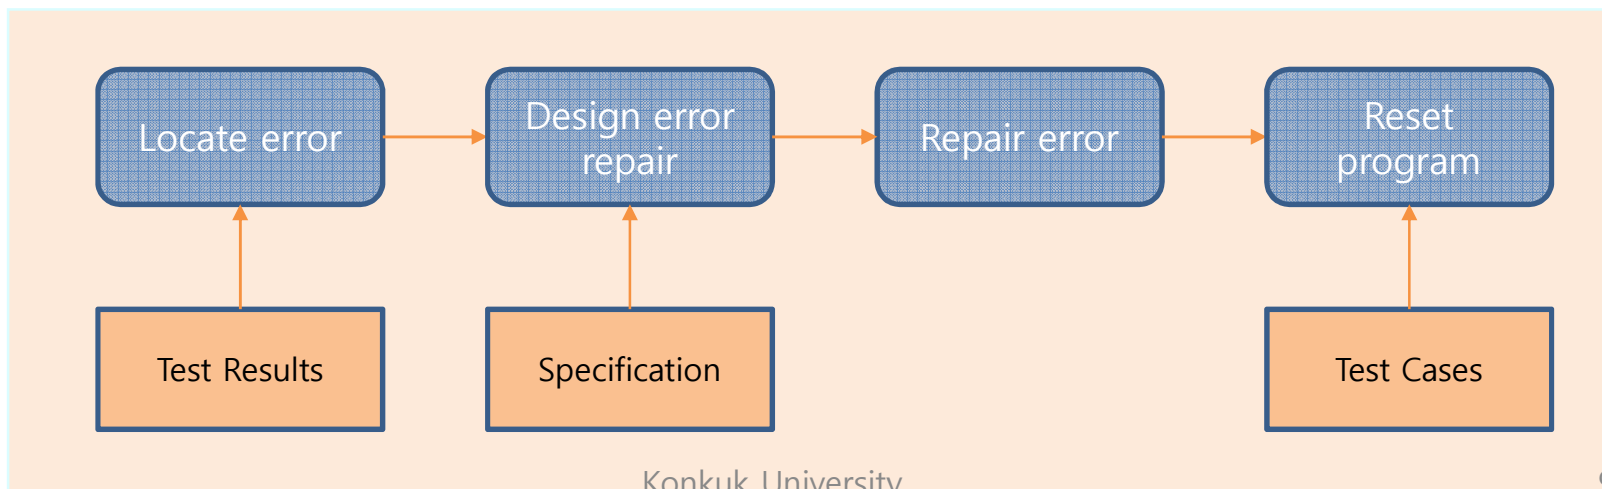 Locate error
Design error
repair
Repair error
Reset
program
Test Results
Specification
Test Cases
Konkuk University